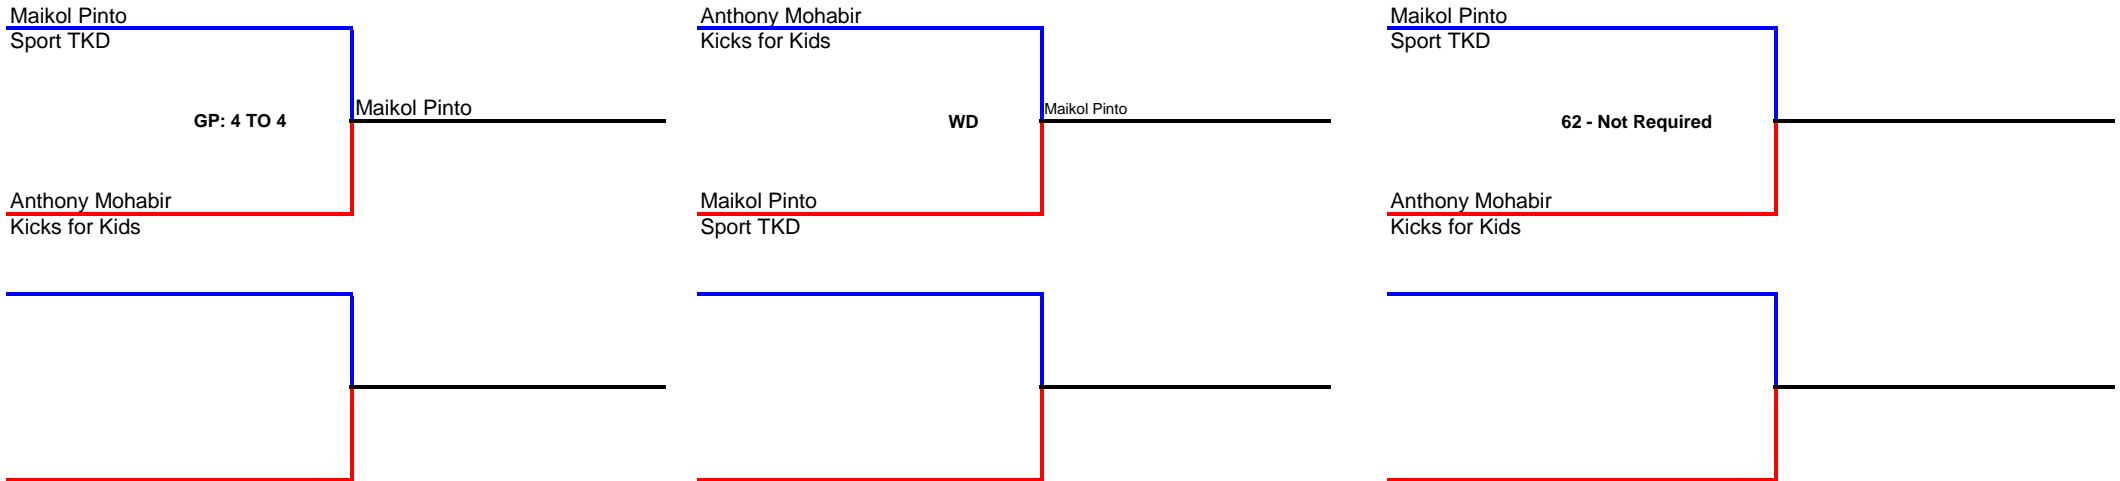 Maikol Pinto
Sport TKD
GP: 4 TO 4
Maikol Pinto
Anthony Mohabir
Kicks for Kids
Anthony Mohabir
Kicks for Kids
WD
Maikol Pinto
Maikol Pinto
Sport TKD
Maikol Pinto
Sport TKD
62 - Not Required
Anthony Mohabir
Kicks for Kids